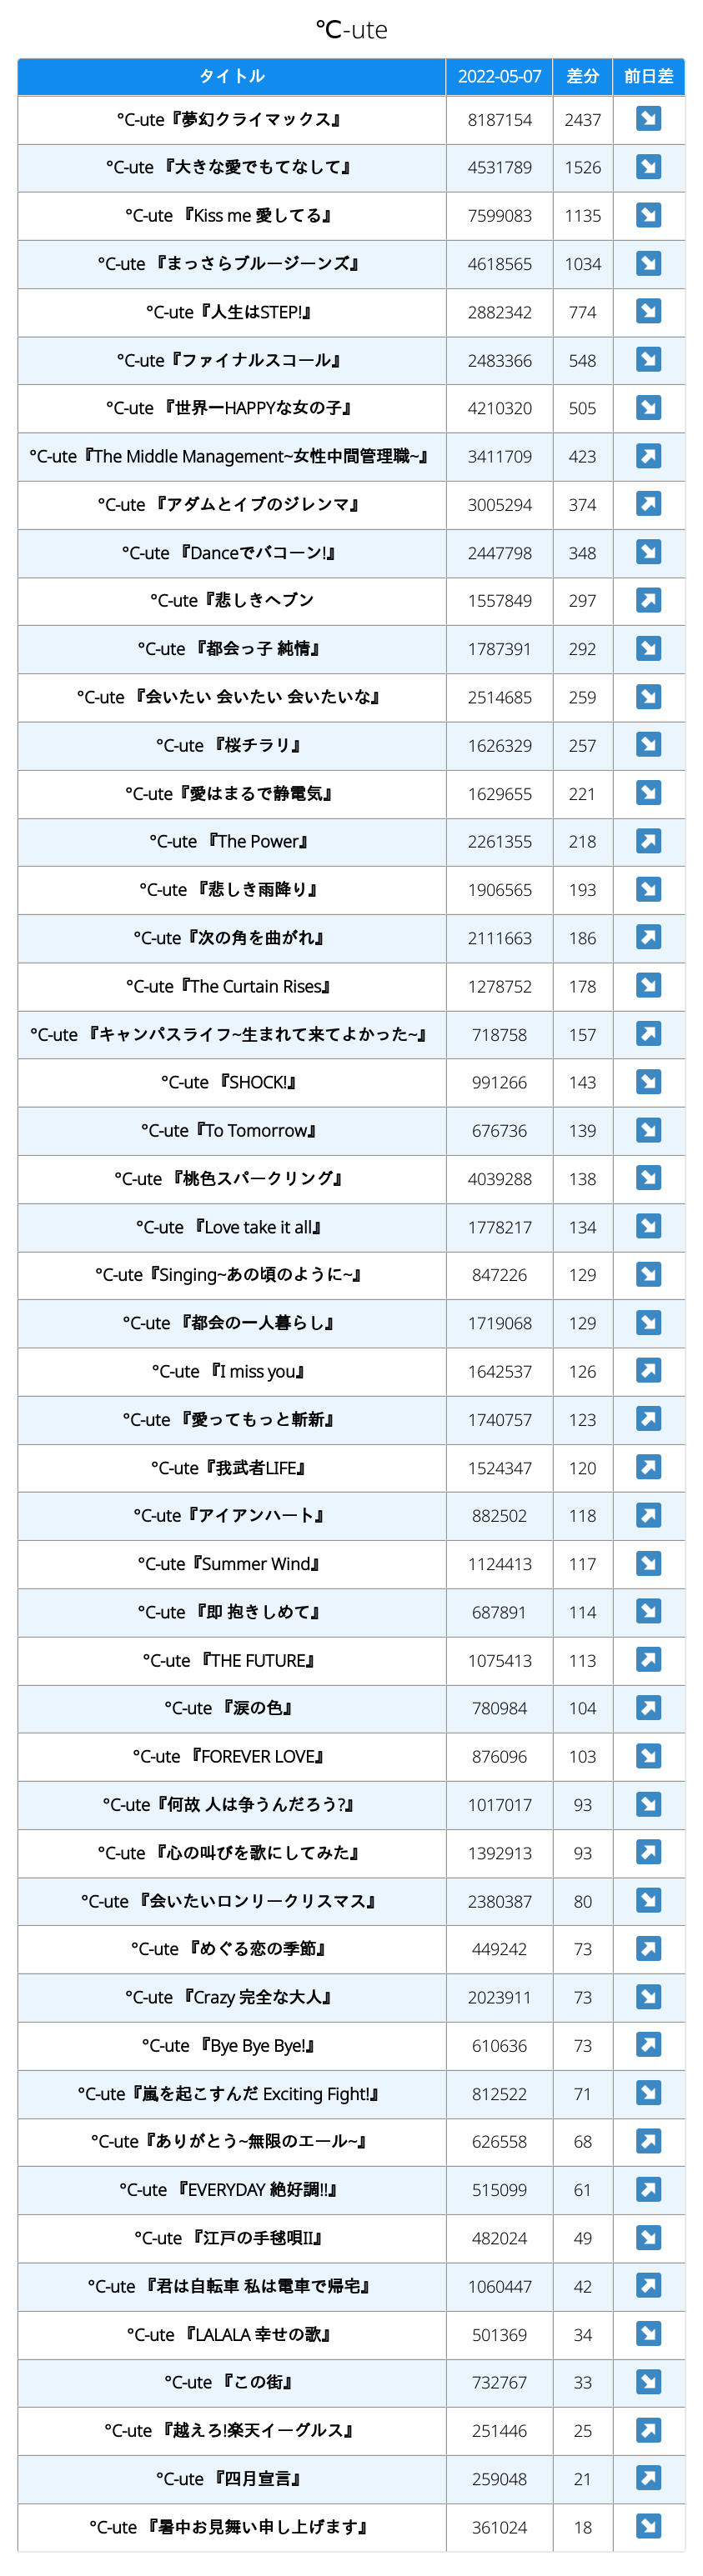 ℃-ute
タイトル 2022-05-07 差分 前日差
°C-ute『夢幻クライマックス』 8187154 2437 ↘
°C-ute 『大きな愛でもてなして』 4531789 1526 ↘
°C-ute 『Kiss me 愛してる』 7599083 1135 ↘
°C-ute 『まっさらブルージーンズ』 4618565 1034 ↘
°C-ute『人生はSTEP!』 2882342 774 ↘
°C-ute『ファイナルスコール』 2483366 548 ↘
°C-ute 『世界一HAPPYな女の子』 4210320 505 ↘
°C-ute『The Middle Management~女性中間管理職~』 3411709 423 ↗
°C-ute 『アダムとイブのジレンマ』 3005294 374 ↗
°C-ute 『Danceでバコーン!』 2447798 348 ↘
°C-ute『悲しきヘブン 1557849 297 ↗
°C-ute 『都会っ子 純情』 1787391 292 ↘
°C-ute 『会いたい 会いたい 会いたいな』 2514685 259 ↘
°C-ute 『桜チラリ』 1626329 257 ↘
°C-ute『愛はまるで静電気』 1629655 221 ↘
°C-ute 『The Power』 2261355 218 ↗
°C-ute 『悲しき雨降り』 1906565 193 ↘
°C-ute『次の角を曲がれ』 2111663 186 ↗
°C-ute『The Curtain Rises』 1278752 178 ↘
°C-ute 『キャンパスライフ~生まれて来てよかった~』 718758 157 ↗
°C-ute 『SHOCK!』 991266 143 ↘
°C-ute『To Tomorrow』 676736 139 ↘
°C-ute 『桃色スパークリング』 4039288 138 ↘
°C-ute 『Love take it all』 1778217 134 ↘
°C-ute『Singing~あの頃のように~』 847226 129 ↘
°C-ute 『都会の一人暮らし』 1719068 129 ↘
°C-ute 『I miss you』 1642537 126 ↗
°C-ute 『愛ってもっと斬新』 1740757 123 ↗
°C-ute『我武者LIFE』 1524347 120 ↗
°C-ute『アイアンハート』 882502 118 ↗
°C-ute『Summer Wind』 1124413 117 ↘
°C-ute 『即 抱きしめて』 687891 114 ↘
°C-ute 『THE FUTURE』 1075413 113 ↗
°C-ute 『涙の色』 780984 104 ↗
°C-ute 『FOREVER LOVE』 876096 103 ↘
°C-ute『何故 人は争うんだろう?』 1017017 93 ↘
°C-ute 『心の叫びを歌にしてみた』 1392913 93 ↗
°C-ute 『会いたいロンリークリスマス』 2380387 80 ↘
°C-ute 『めぐる恋の季節』 449242 73 ↗
°C-ute 『Crazy 完全な大人』 2023911 73 ↘
°C-ute 『Bye Bye Bye!』 610636 73 ↗
°C-ute『嵐を起こすんだ Exciting Fight!』 812522 71 ↘
°C-ute『ありがとう~無限のエール~』 626558 68 ↗
°C-ute 『EVERYDAY 絶好調!!』 515099 61 ↗
°C-ute 『江戸の手毬唄II』 482024 49 ↘
°C-ute 『君は自転車 私は電車で帰宅』 1060447 42 ↗
°C-ute 『LALALA 幸せの歌』 501369 34 ↘
°C-ute 『この街』 732767 33 ↘
°C-ute 『越えろ!楽天イーグルス』 251446 25 ↗
°C-ute 『四月宣言』 259048 21 ↗
°C-ute 『暑中お見舞い申し上げます』 361024 18 ↘